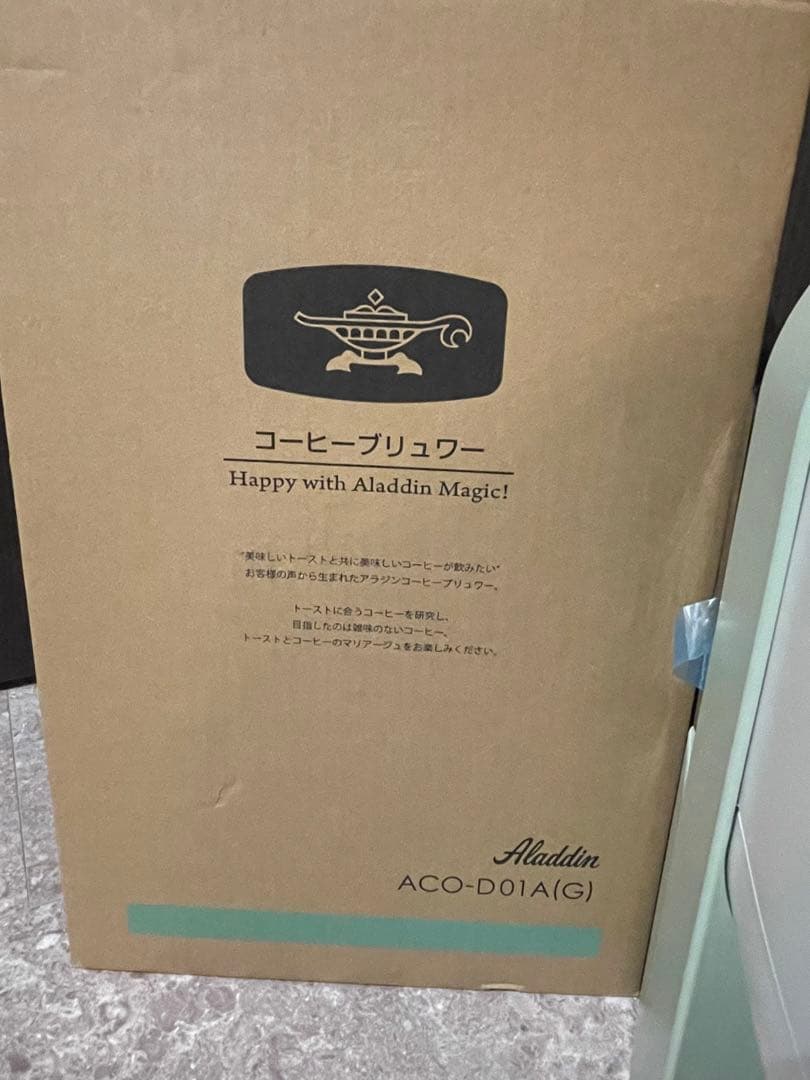 コーヒーブリュワー
Happy with Aladdin Magic!
"美味しいトーストと共に美味しいコーヒーが飲みたい"
お客様の声から生まれたアラジンコーヒーブリュワー。
トーストに合うコーヒーを研究し、
目指したのは雑味のないコーヒー。
トーストとコーヒーのマリアージュをお楽しみください。
Aladdin
ACO-D01A(G)